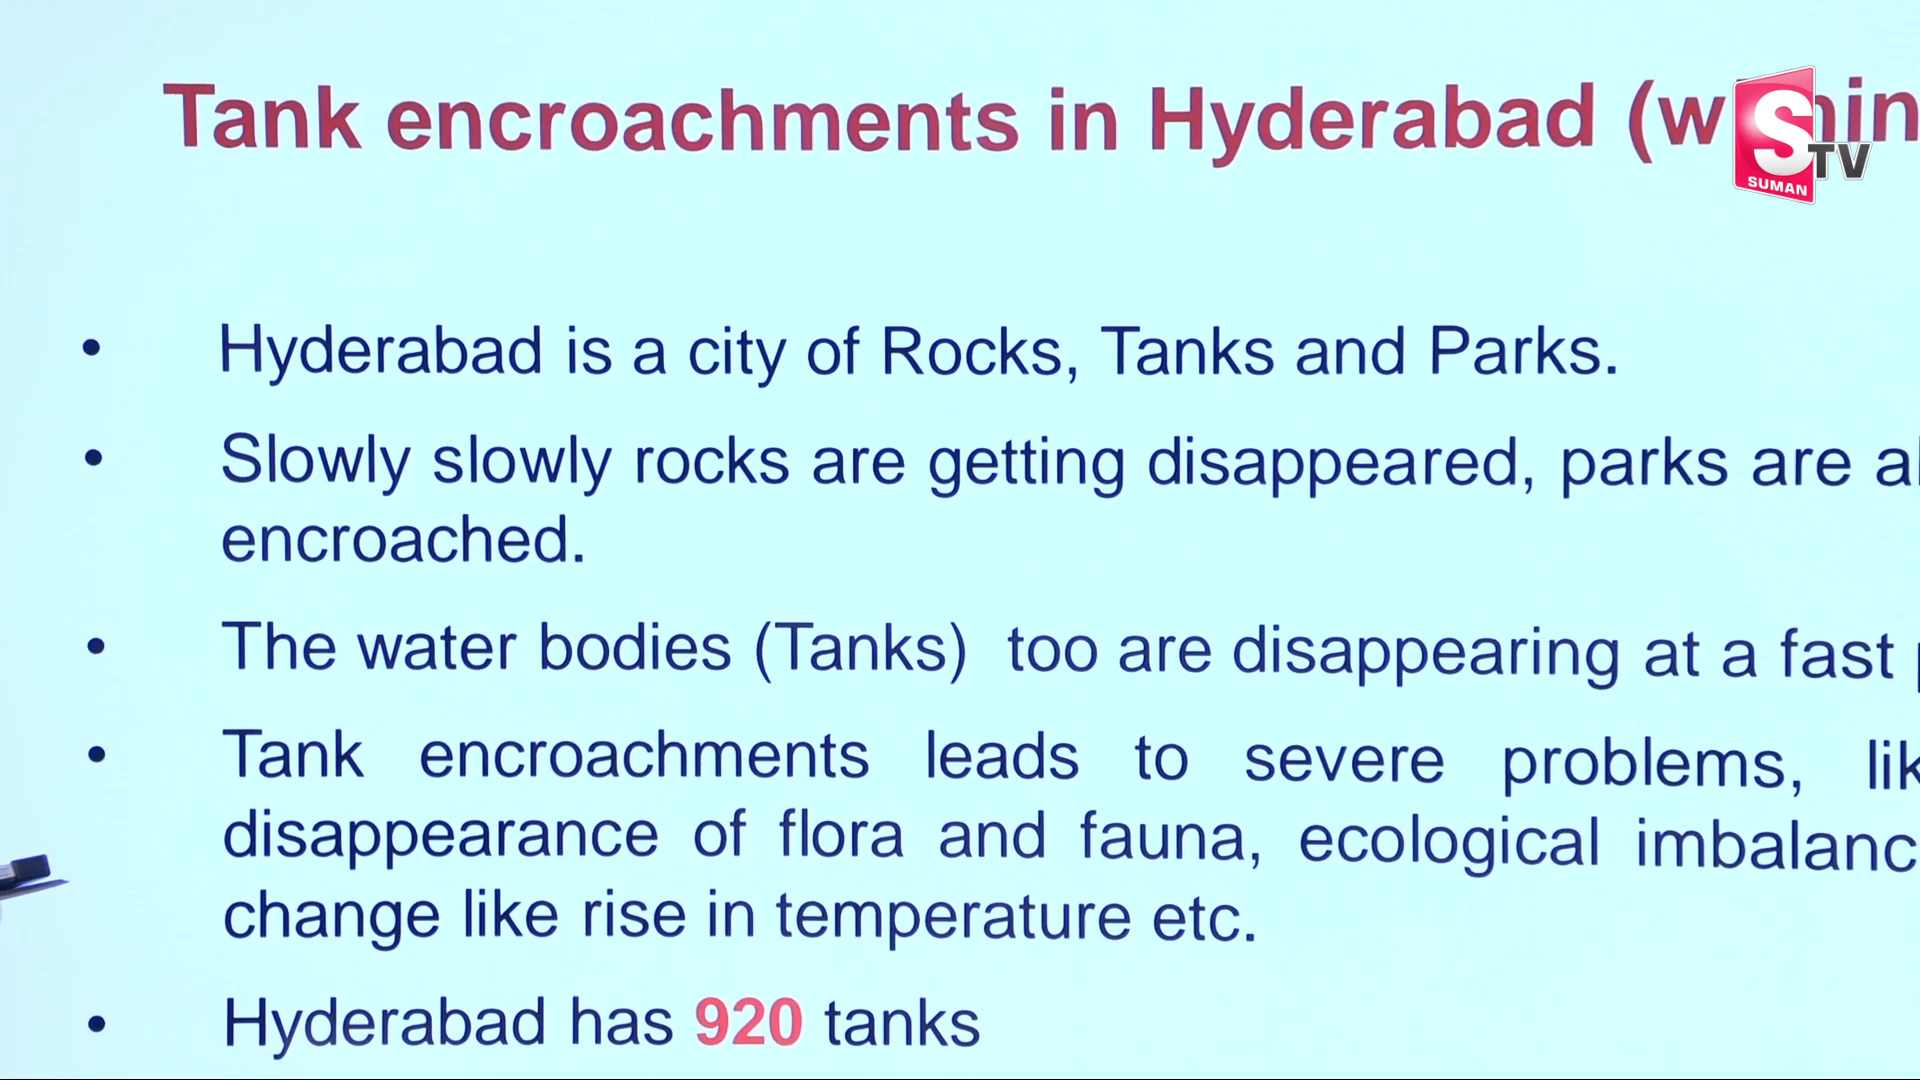 Tank encroachments in Hyderabad (within
S TV
SUMAN
• Hyderabad is a city of Rocks, Tanks and Parks.
• Slowly slowly rocks are getting disappeared, parks are
encroached.
• The water bodies (Tanks) too are disappearing at a fast
• Tank encroachments leads to severe problems,
disappearance of flora and fauna, ecological
change like rise in temperature etc.
• Hyderabad has 920 tanks